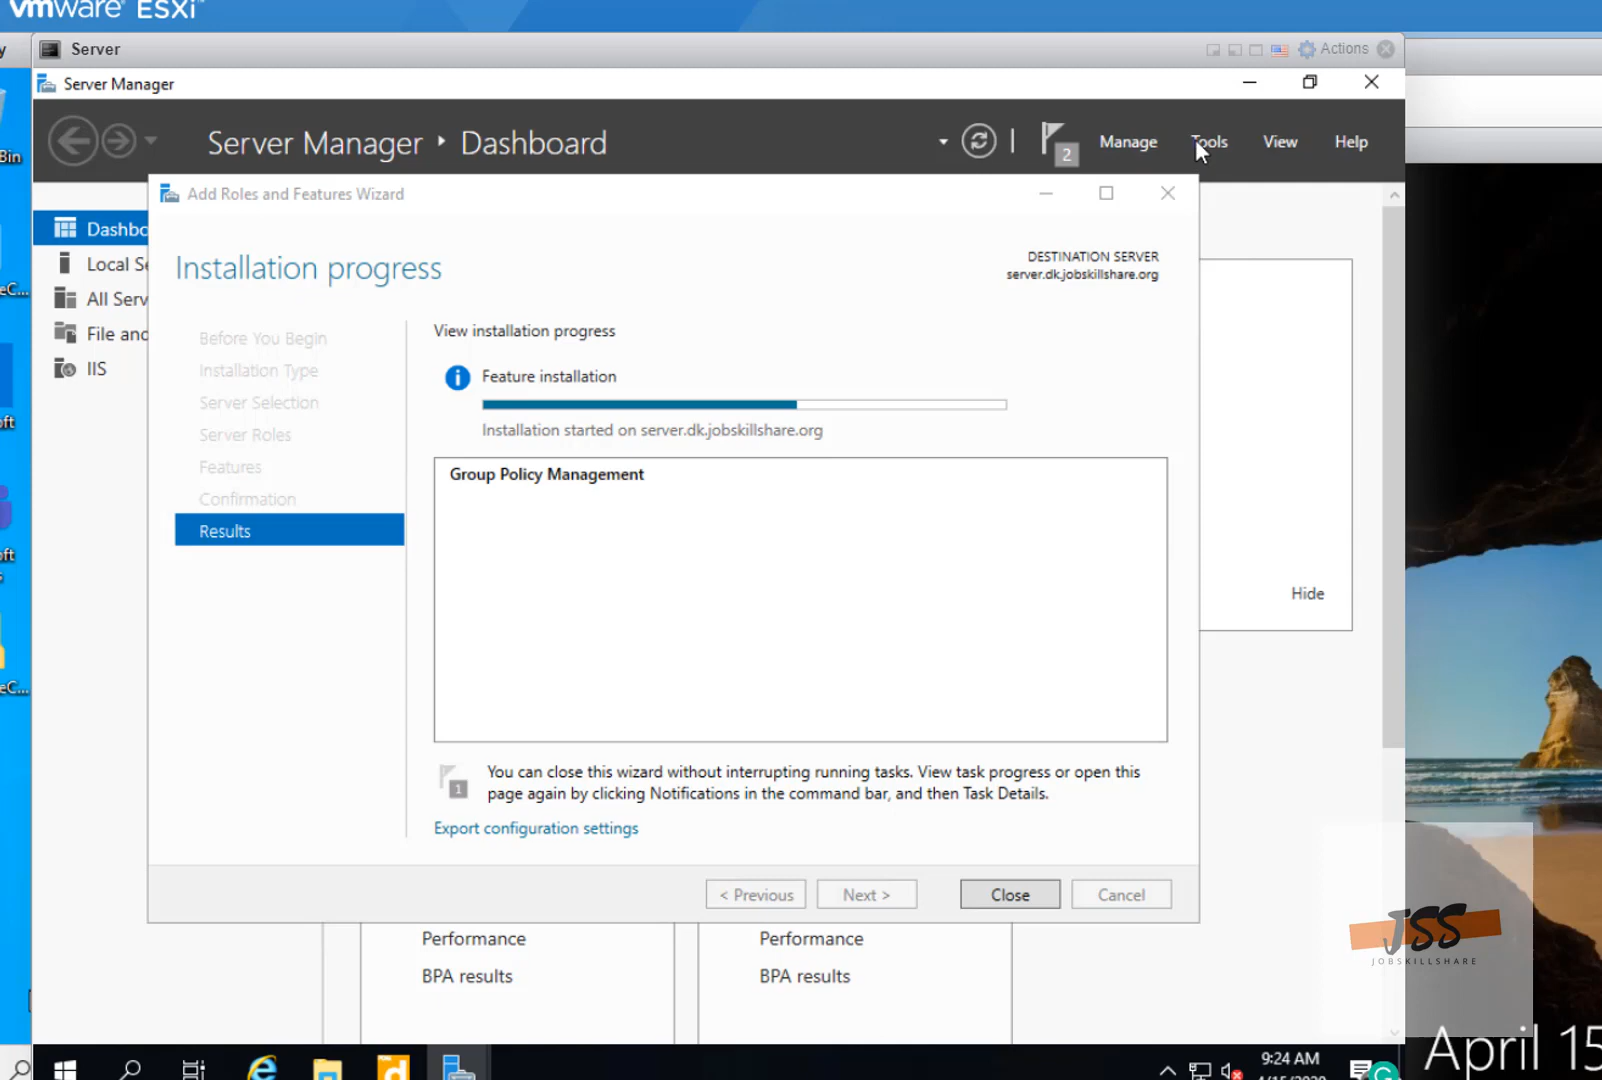 vmware ESXi™
Server
Actions
Server Manager
Server Manager ‣ Dashboard
2
Manage
Tools
View
Help
Bin
Add Roles and Features Wizard
Dashbo
Local Se
All Serv
File and
IIS
Installation progress
DESTINATION SERVER
server.dk.jobskillshare.org
Before You Begin
Installation Type
Server Selection
Server Roles
Features
Confirmation
Results
View installation progress
Feature installation
Installation started on server.dk.jobskillshare.org
Group Policy Management
Hide
1
You can close this wizard without interrupting running tasks. View task progress or open this
page again by clicking Notifications in the command bar, and then Task Details.
Export configuration settings
< Previous
Next >
Close
Cancel
Performance
BPA results
Performance
BPA results
JSS
JOBSKILLSHARE
9:24 AM
April 15